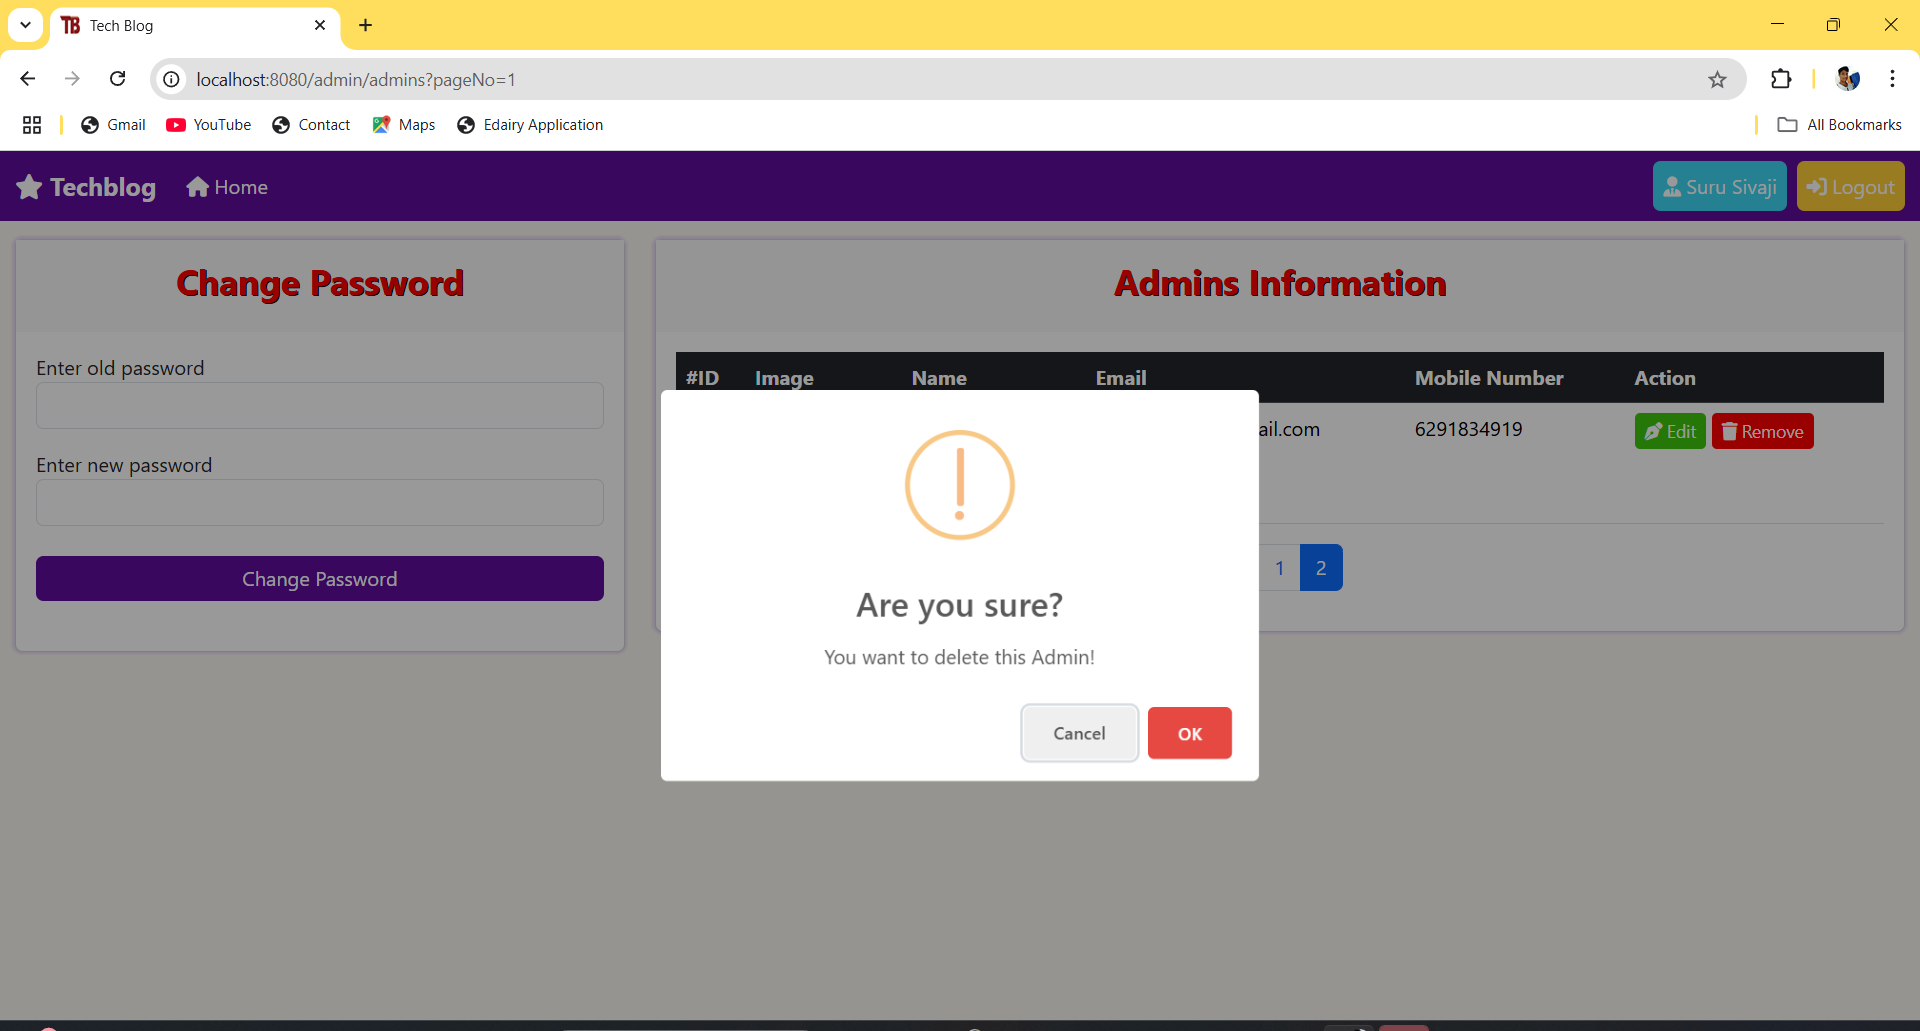 TB Tech Blog
localhost:8080/admin/admins?pageNo=1
Gmail YouTube Contact Maps Edairy Application All Bookmarks
Techblog Home Suru Sivaji Logout
Change Password
Enter old password
Enter new password
Change Password
Admins Information
#ID Image Name Email Mobile Number Action
ail.com 6291834919 Edit Remove
1 2
Are you sure?
You want to delete this Admin!
Cancel OK